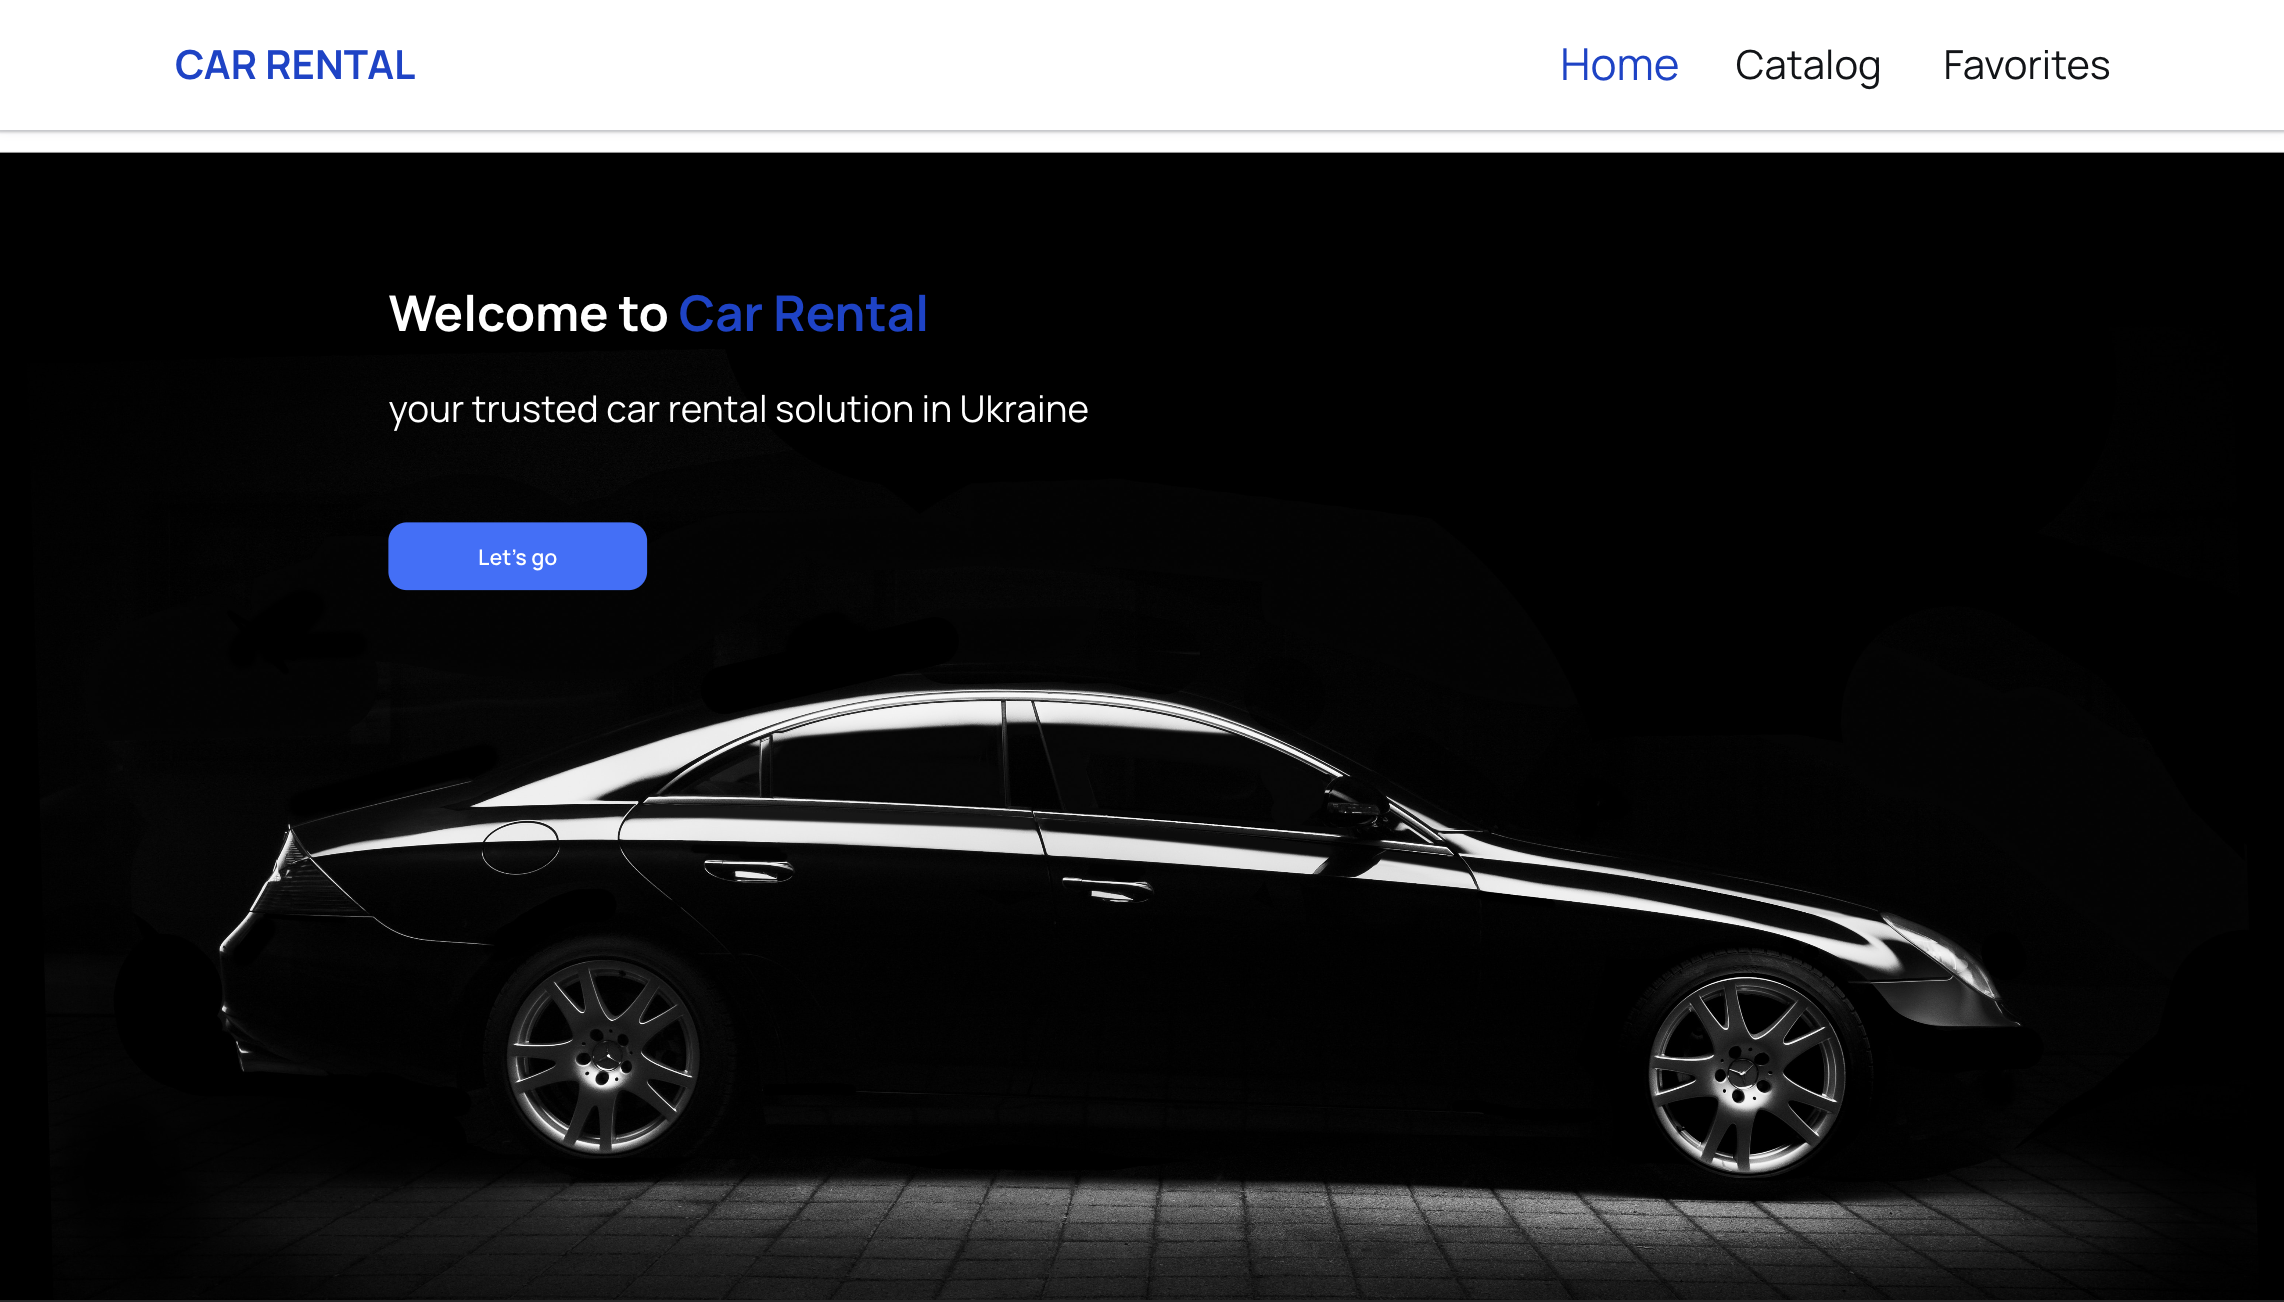 CAR RENTAL
Home Catalog Favorites
Welcome to Car Rental
your trusted car rental solution in Ukraine
Let's go